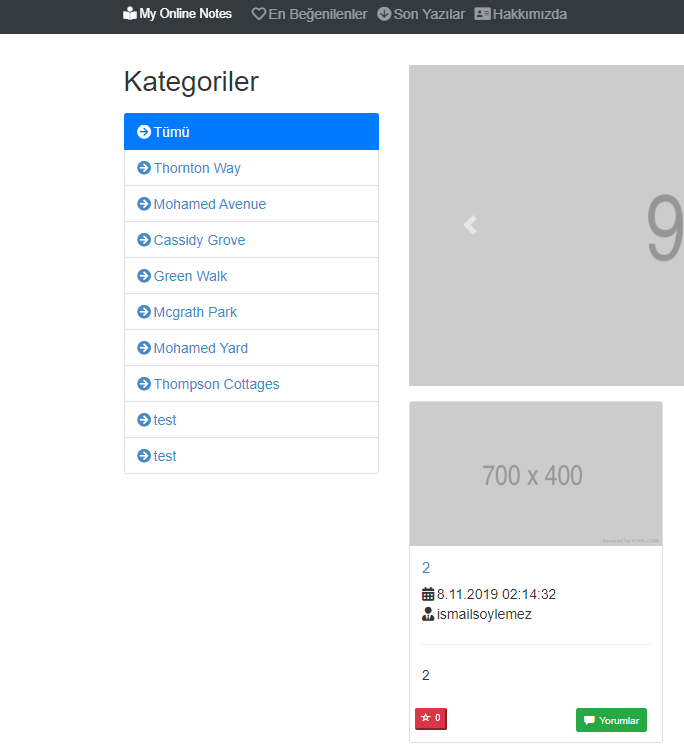 My Online Notes En Beğenilenler Son Yazılar Hakkımızda
Kategoriler
Tümü
Thornton Way
Mohamed Avenue
Cassidy Grove
Green Walk
Mcgrath Park
Mohamed Yard
Thompson Cottages
test
test
9
700 x 400
2
8.11.2019 02:14:32
ismailsoylemez
2
0 Yorumlar